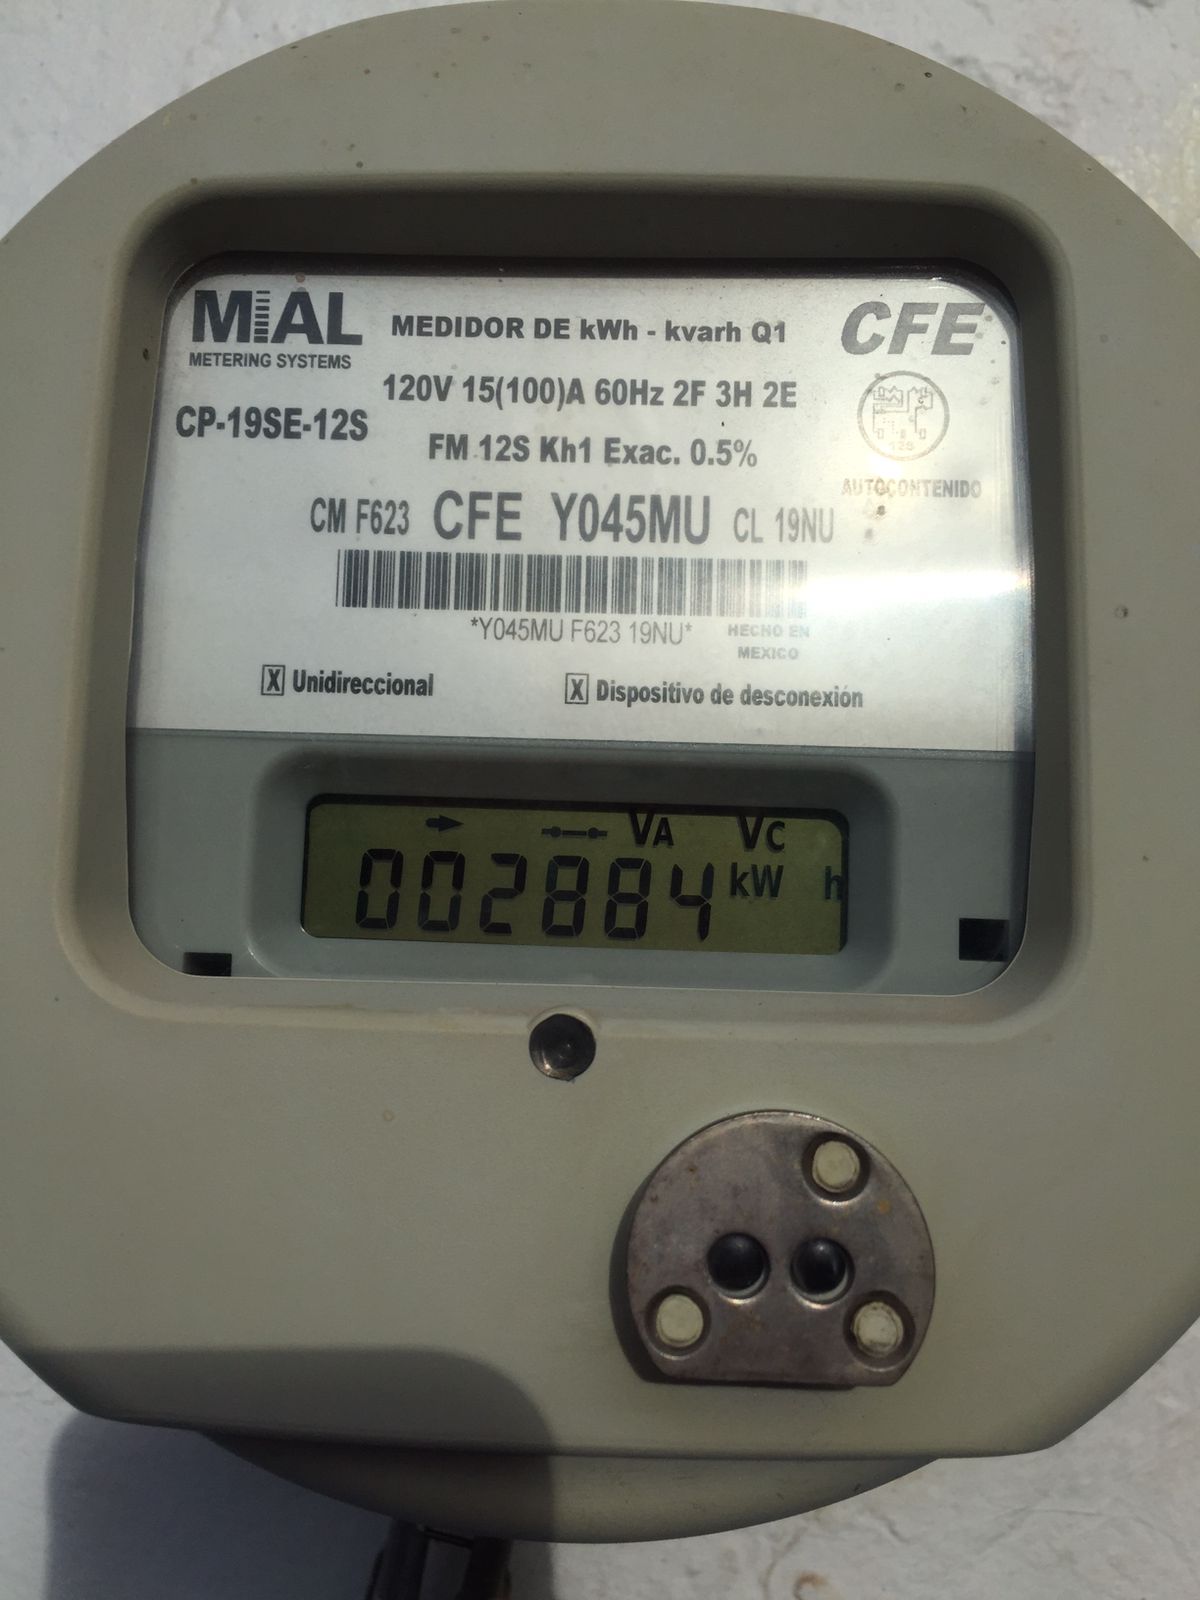 MIAL
METERING SYSTEMS
MEDIDOR DE kWh - kvarh Q1
CFE
120V 15(100)A 60Hz 2F 3H 2E
CP-19SE-12S
FM 12S Kh1 Exac. 0.5%
12S
AUTOCONTENIDO
CM F623 CFE Y045MU CL 19NU
*Y045MU F623 19NU*
HECHO EN
MEXICO
X Unidireccional
X Dispositivo de desconexión
VA VC
002884 kW h